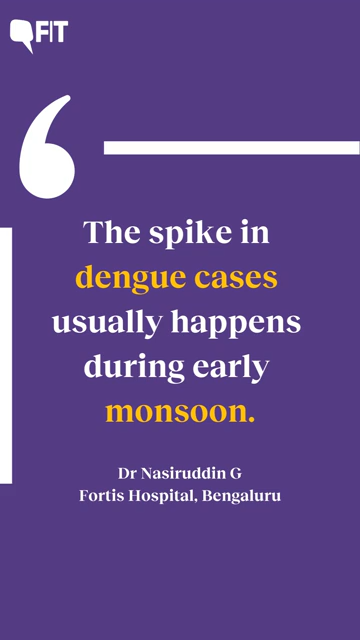 FIT
The spike in
dengue cases
usually happens
during early
monsoon.
Dr Nasiruddin G
Fortis Hospital, Bengaluru